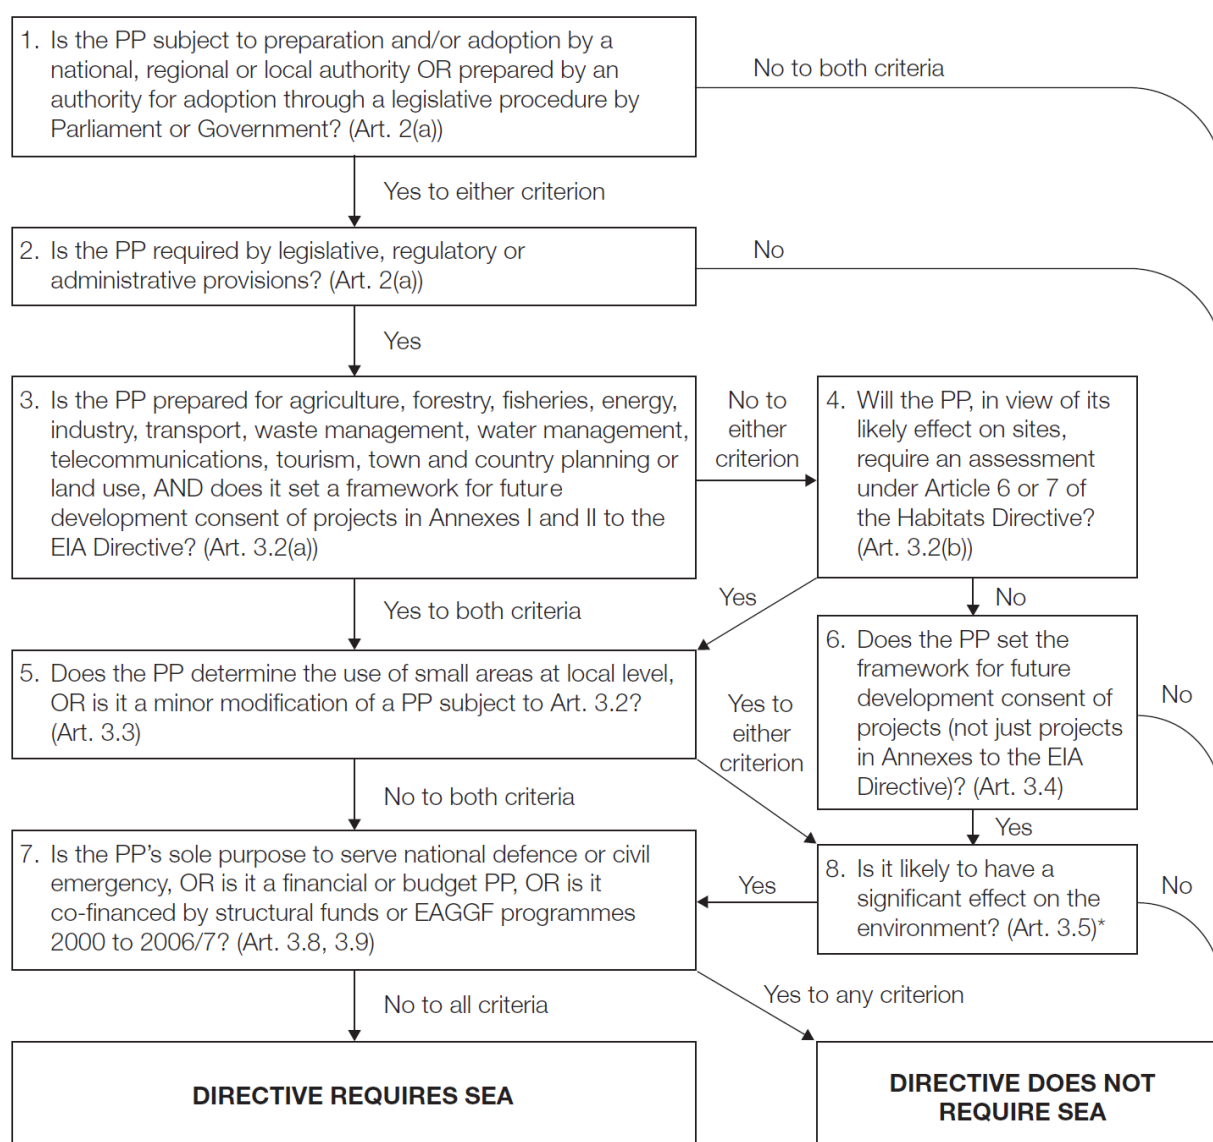 1. Is the PP subject to preparation and/or adoption by a
national, regional or local authority OR prepared by an
authority for adoption through a legislative procedure by
Parliament or Government? (Art. 2(a))
No to both criteria
Yes to either criterion
2. Is the PP required by legislative, regulatory or
administrative provisions? (Art. 2(a))
No
Yes
3. Is the PP prepared for agriculture, forestry, fisheries, energy,
industry, transport, waste management, water management,
telecommunications, tourism, town and country planning or
land use, AND does it set a framework for future
development consent of projects in Annexes I and II to the
EIA Directive? (Art. 3.2(a))
No to
either
criterion
4. Will the PP, in view of its
likely effect on sites,
require an assessment
under Article 6 or 7 of
the Habitats Directive?
(Art. 3.2(b))
Yes to both criteria
Yes
No
5. Does the PP determine the use of small areas at local level,
OR is it a minor modification of a PP subject to Art. 3.2?
(Art. 3.3)
Yes to
either
criterion
6. Does the PP set the
framework for future
development consent of
projects (not just projects
in Annexes to the EIA
Directive)? (Art. 3.4)
No
No to both criteria
Yes
7. Is the PP's sole purpose to serve national defence or civil
emergency, OR is it a financial or budget PP, OR is it
co-financed by structural funds or EAGGF programmes
2000 to 2006/7? (Art. 3.8, 3.9)
Yes
8. Is it likely to have a
significant effect on the
environment? (Art. 3.5)*
No
No to all criteria
Yes to any criterion
DIRECTIVE REQUIRES SEA
DIRECTIVE DOES NOT
REQUIRE SEA